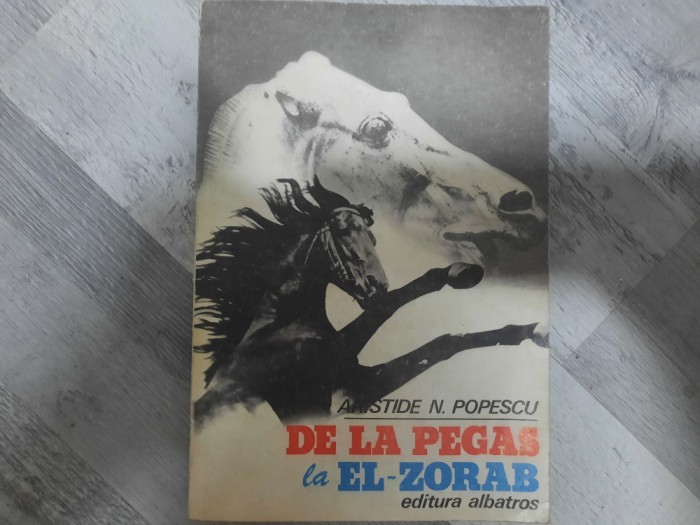 ARISTIDE N. POPESCU
DE LA PEGAS
la EL-ZORAB
editura albatros